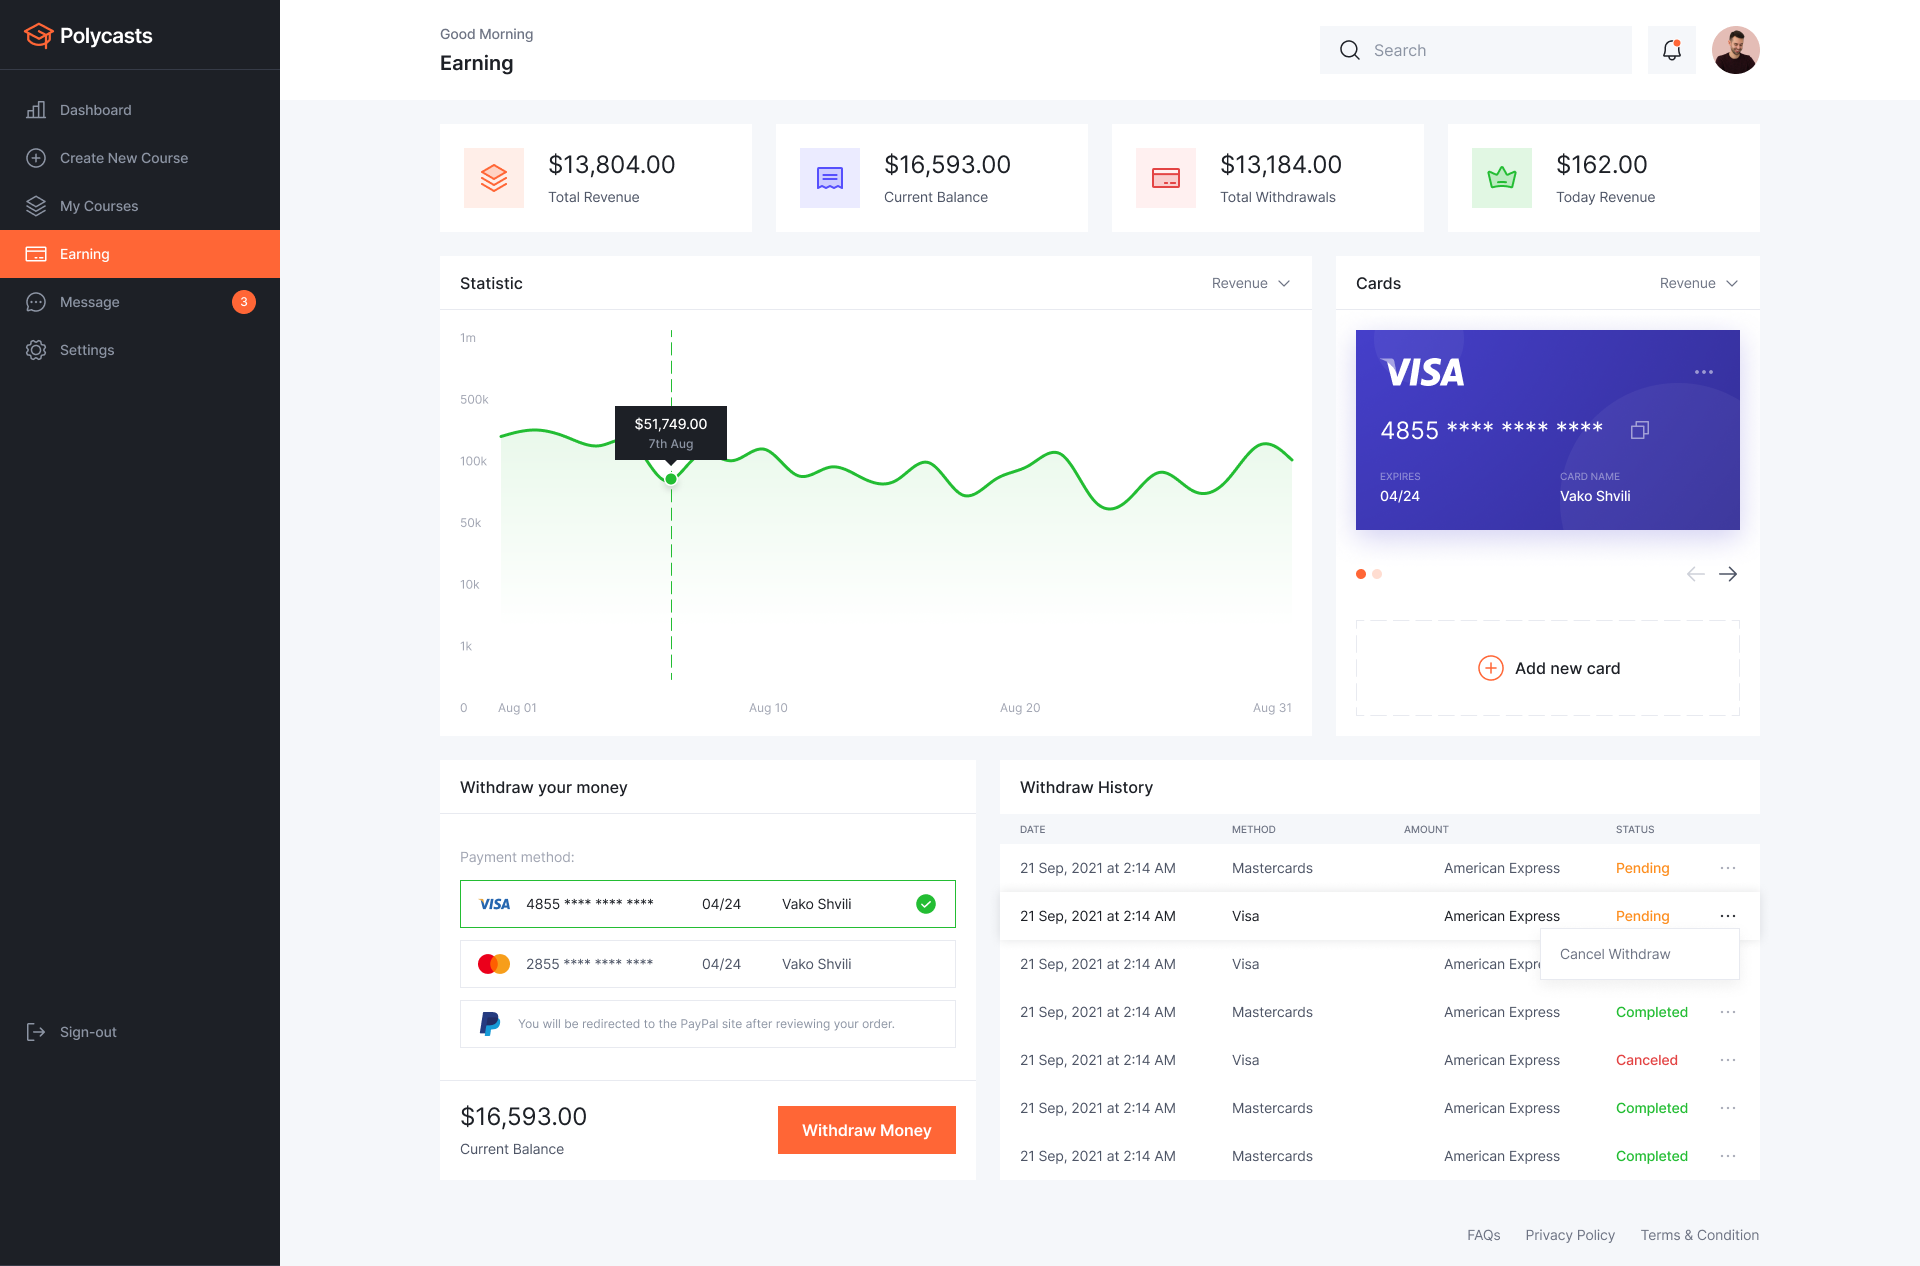 Polycasts
Dashboard
Create New Course
My Courses
Earning
Message 3
Settings
Sign-out
Good Morning
Earning
Search
$13,804.00
Total Revenue
$16,593.00
Current Balance
$13,184.00
Total Withdrawals
$162.00
Today Revenue
Statistic
Revenue
1m
500k
100k
50k
10k
1k
0
Aug 01
Aug 10
Aug 20
Aug 31
$51,749.00
7th Aug
Cards
Revenue
VISA
4855 **** **** ****
EXPIRES
04/24
CARD NAME
Vako Shvili
Add new card
Withdraw your money
Payment method:
VISA 4855 **** **** **** 04/24 Vako Shvili
2855 **** **** **** 04/24 Vako Shvili
You will be redirected to the PayPal site after reviewing your order.
$16,593.00
Current Balance
Withdraw Money
Withdraw History
DATE METHOD AMOUNT STATUS
21 Sep, 2021 at 2:14 AM Mastercards American Express Pending
21 Sep, 2021 at 2:14 AM Visa American Express Pending
Cancel Withdraw
21 Sep, 2021 at 2:14 AM Visa American Expr
21 Sep, 2021 at 2:14 AM Mastercards American Express Completed
21 Sep, 2021 at 2:14 AM Visa American Express Canceled
21 Sep, 2021 at 2:14 AM Mastercards American Express Completed
21 Sep, 2021 at 2:14 AM Mastercards American Express Completed
FAQs Privacy Policy Terms & Condition